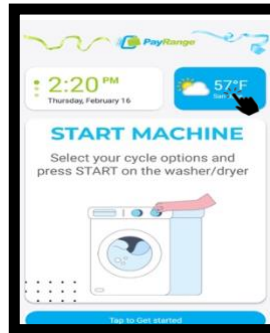 PayRange
2:20 PM
Thursday, February 16
57°F
San
START MACHINE
Select your cycle options and
press START on the washer/dryer
Tap to Get started